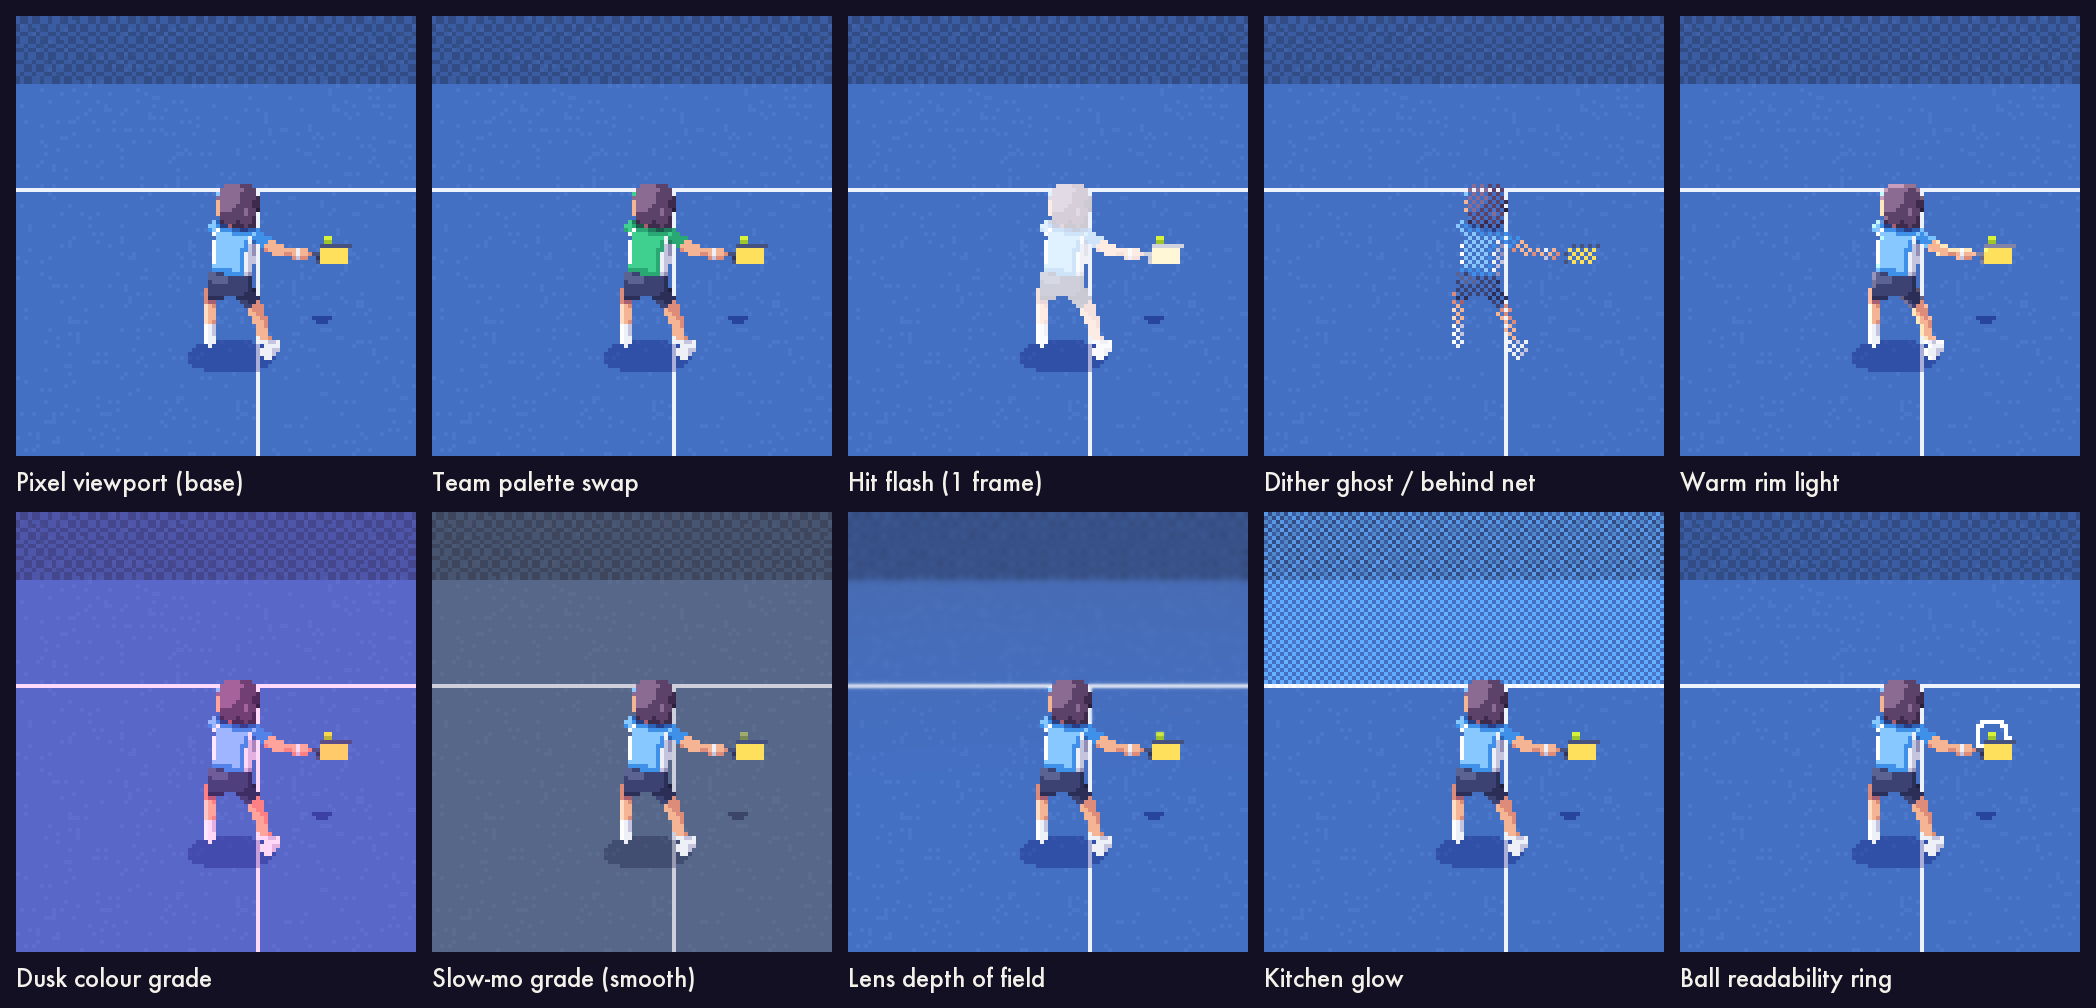 Pixel viewport (base)
Team palette swap
Hit flash (1 frame)
Dither ghost / behind net
Warm rim light
Dusk colour grade
Slow-mo grade (smooth)
Lens depth of field
Kitchen glow
Ball readability ring